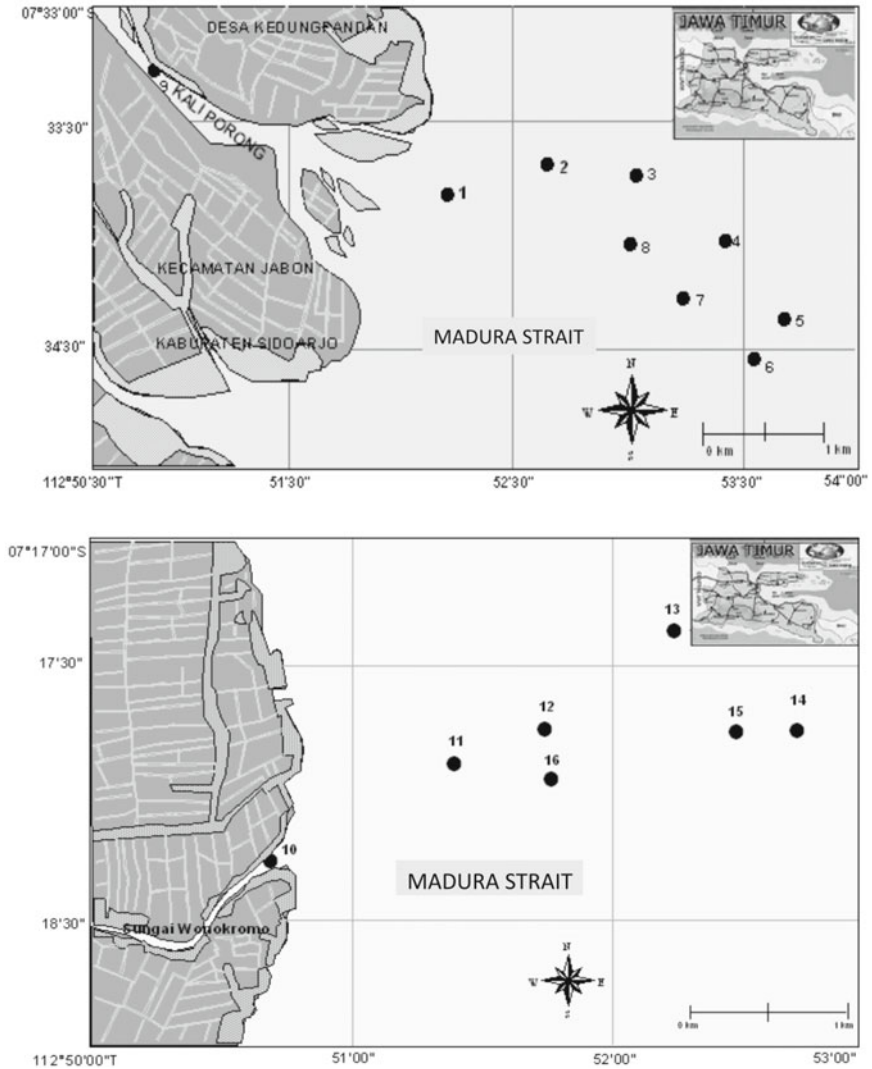 07°33'00"S
DESA KEDUNGPANDAN
JAWA TIMUR
9
KALI PORONG
33'30"
1
2
3
8
4
KECAMATAN JABON
7
5
34'30"
KABUPATEN SIDOARJO
MADURA STRAIT
6
N
W
E
S
0 km
1 km
112°50'30"T
51'30"
52'30"
53'30"
54'00"
07°17'00"S
JAWA TIMUR
13
17'30"
12
15
14
11
16
10
MADURA STRAIT
18'30"
Sungai Wonokromo
N
W
E
S
0 km
1 km
112°50'00"
51'00"
52'00"
53'00"